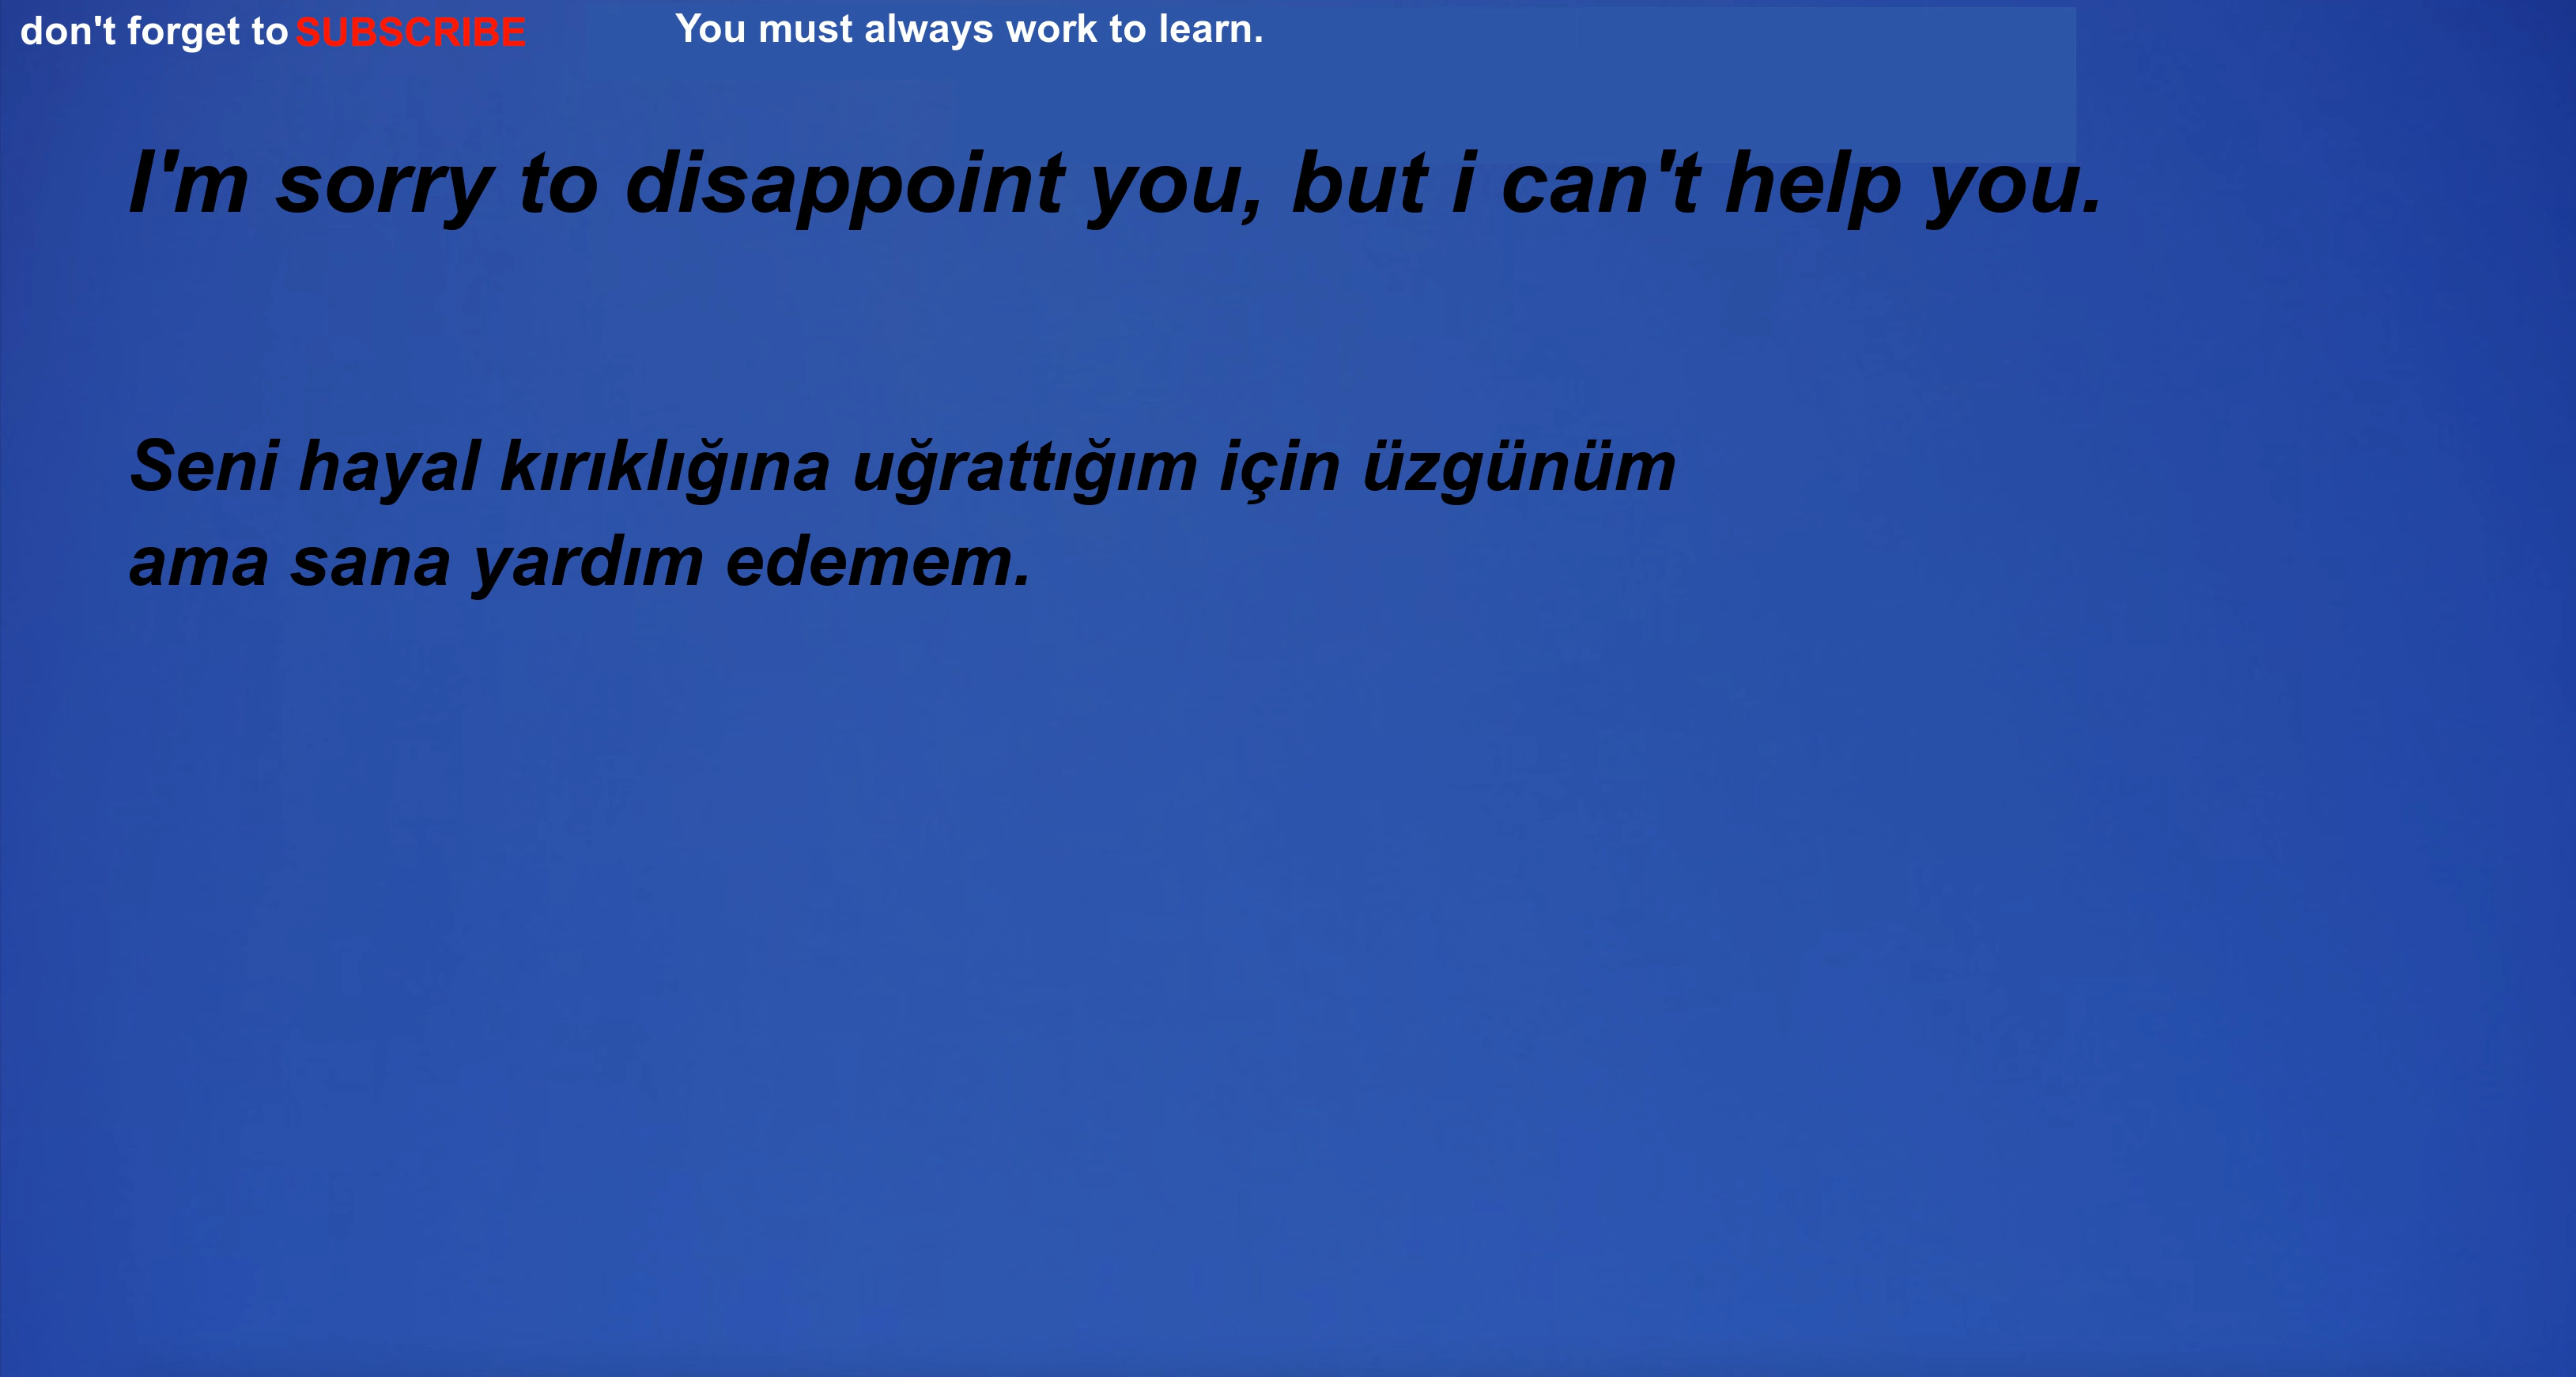 don't forget to SUBSCRIBE
You must always work to learn.
I'm sorry to disappoint you, but i can't help you.
Seni hayal kırıklığına uğrattığım için üzgünüm
ama sana yardım edemem.